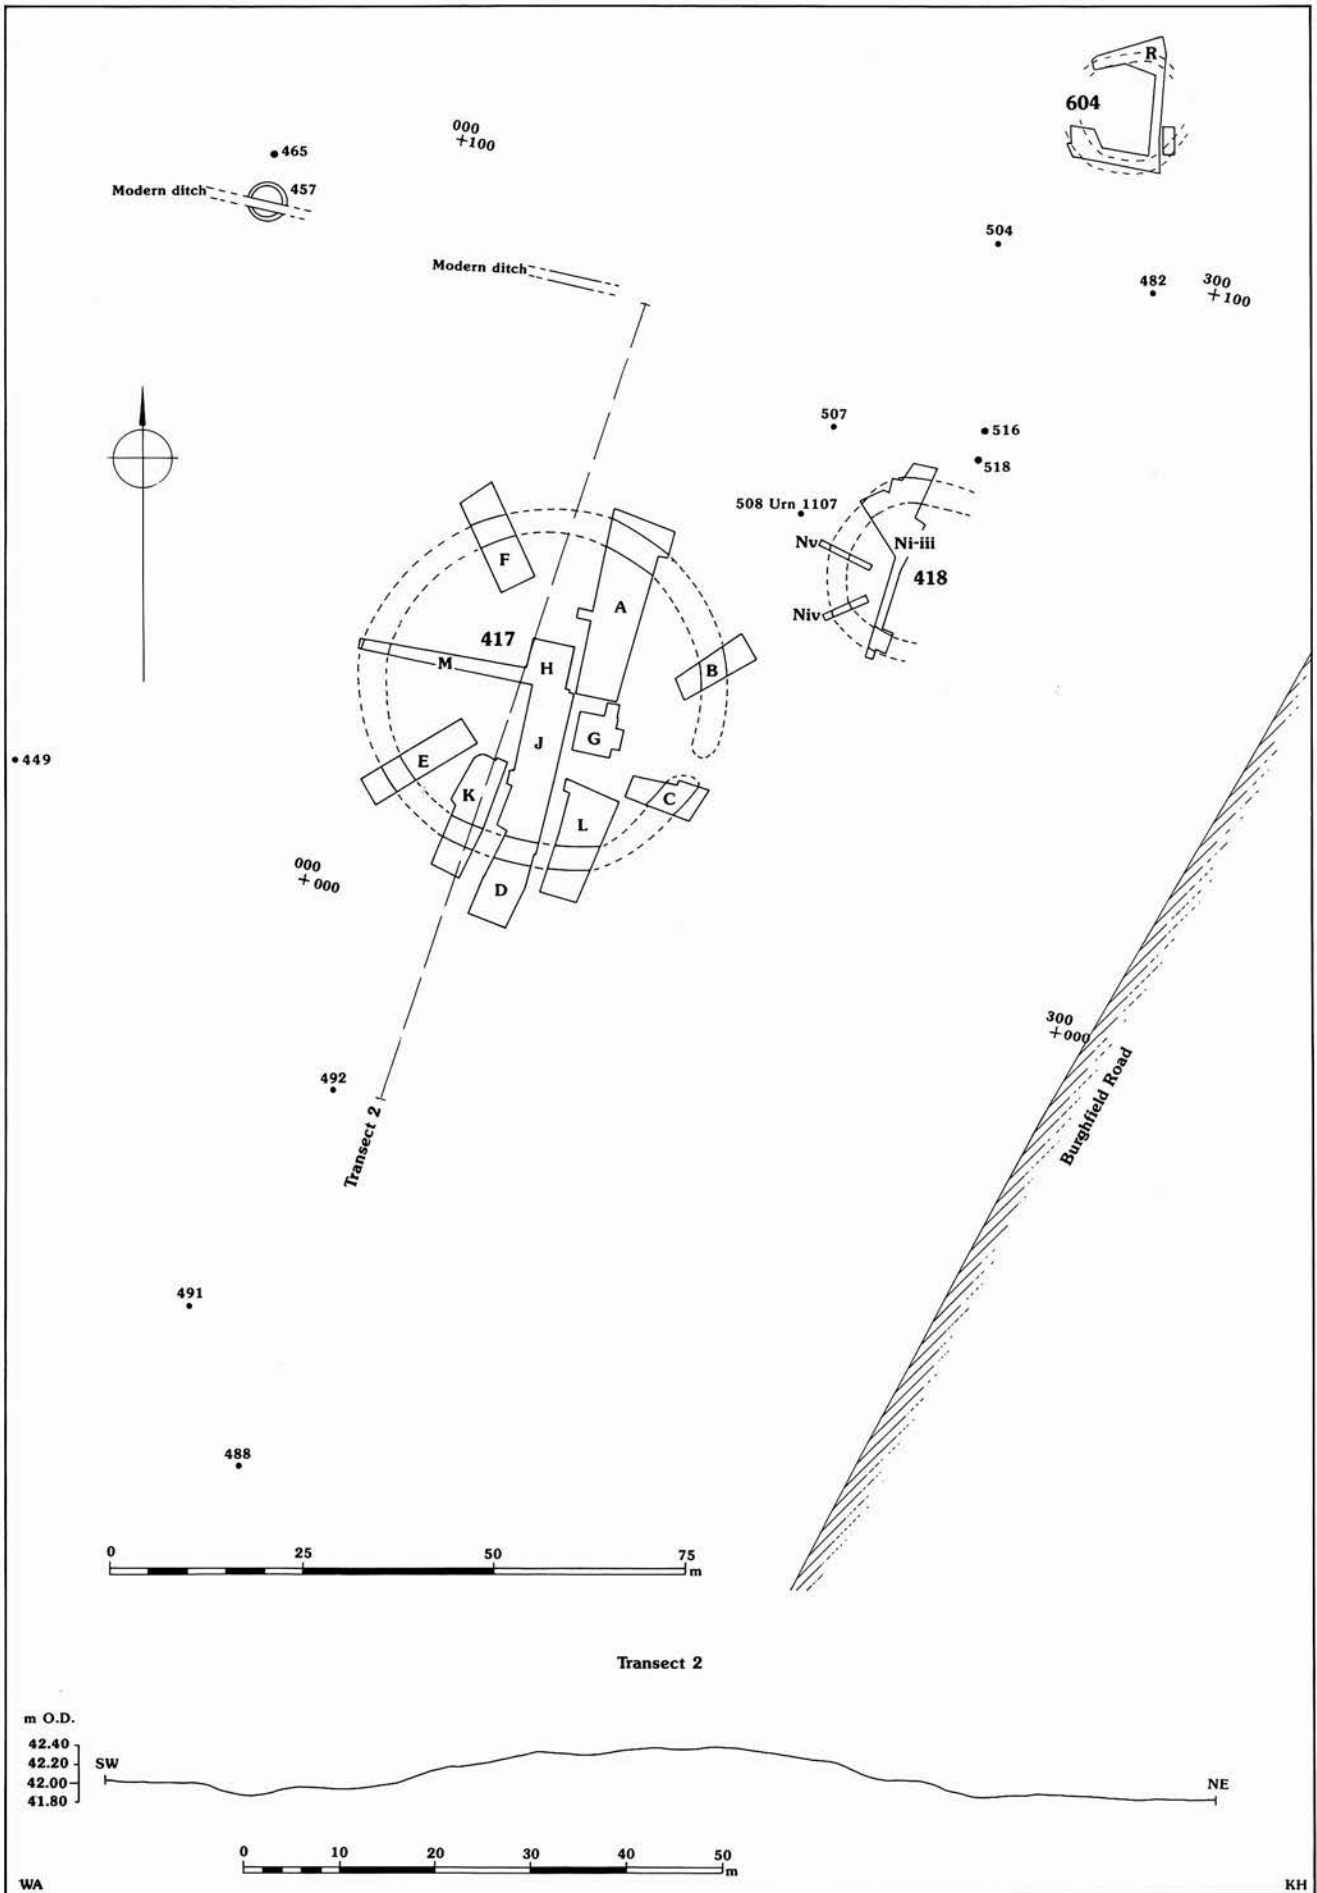 R
604
000
+100
465
Modern ditch
457
504
Modern ditch
482
300
+100
507
516
518
508 Urn 1107
Nv
Ni-iii
F
418
A
Niv
417
H
M
B
J
G
449
E
K
C
L
000
+000
D
300
+000
492
Burghfield Road
Transect 2
491
488
0 25 50 75
m
Transect 2
m O.D.
42.40
42.20
SW
42.00
NE
41.80
0 10 20 30 40 50
m
WA
KH